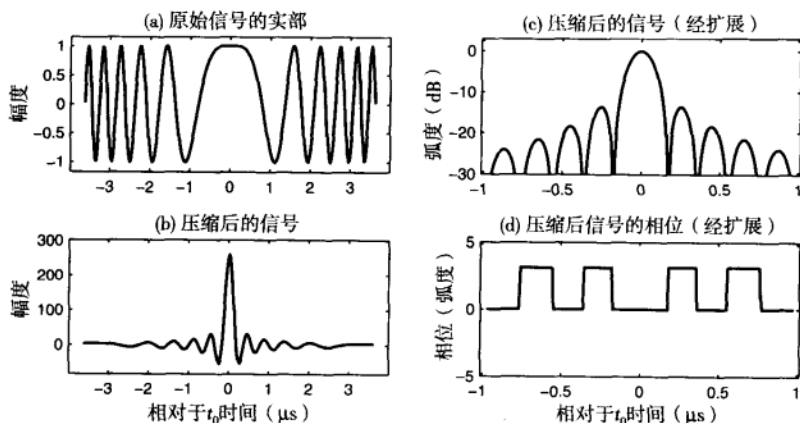 (a) 原始信号的实部
幅度
1
0.5
0
-0.5
-1
-3 -2 -1 0 1 2 3
(b) 压缩后的信号
幅度
300
200
100
0
-3 -2 -1 0 1 2 3
相对于t0时间（μs）
(c) 压缩后的信号（经扩展）
弧度（dB）
0
-10
-20
-30
-1 -0.5 0 0.5 1
(d) 压缩后信号的相位（经扩展）
相位（弧度）
5
0
-5
-1 -0.5 0 0.5 1
相对于t0时间（μs）